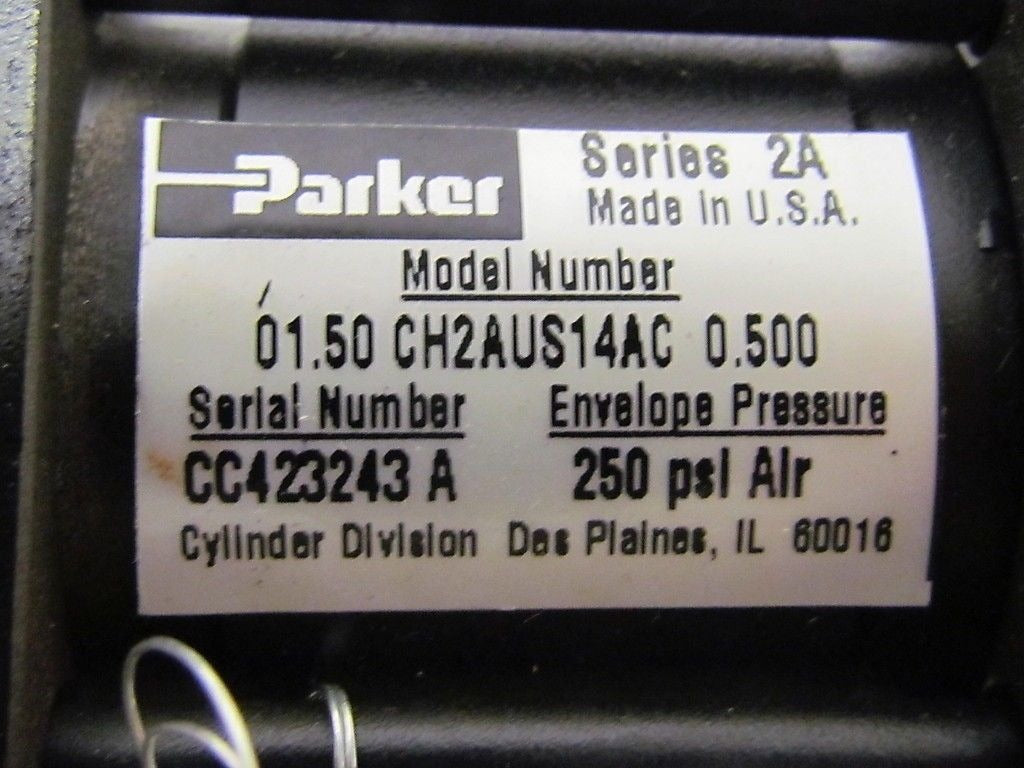 Parker
Series 2A
Made in U.S.A.
Model Number
01.50 CH2AUS14AC 0.500
Serial Number Envelope Pressure
CC423243 A 250 psi Air
Cylinder Division Des Plaines, IL 60016